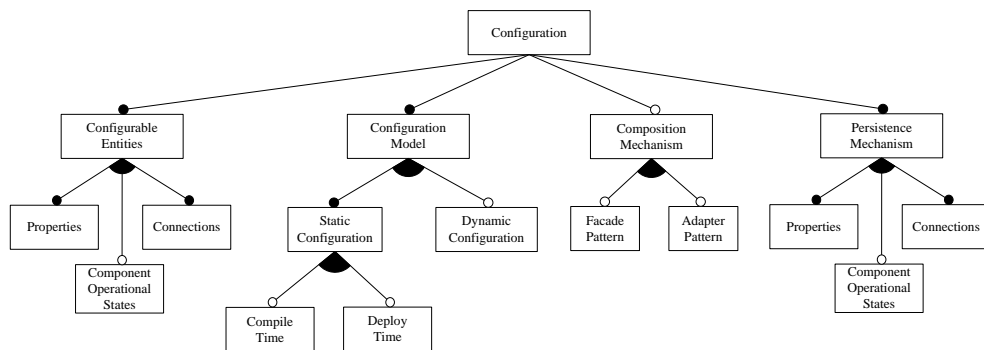 Configuration
Configurable
Entities
Configuration
Model
Composition
Mechanism
Persistence
Mechanism
Properties
Connections
Component
Operational
States
Static
Configuration
Dynamic
Configuration
Compile
Time
Deploy
Time
Facade
Pattern
Adapter
Pattern
Properties
Connections
Component
Operational
States